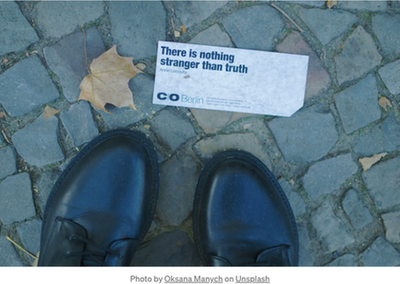 There is nothing
stranger than truth
C O Berlin
Photo by Oksana Manych on Unsplash